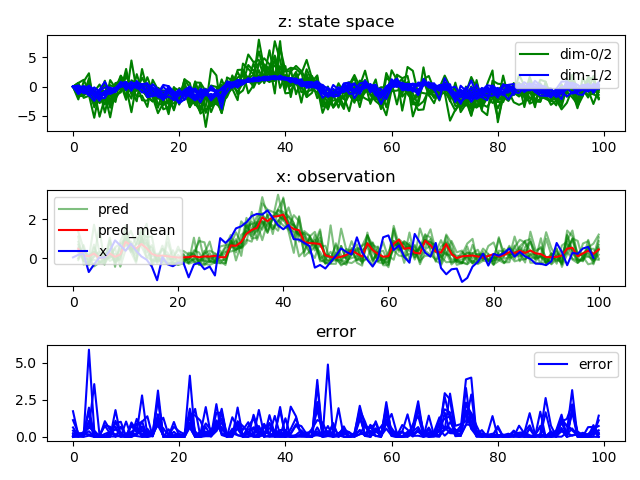 z: state space
5
0
−5
dim-0/2
dim-1/2
0 20 40 60 80 100
x: observation
2
0
pred
pred_mean
x
0 20 40 60 80 100
error
5.0
2.5
0.0
error
0 20 40 60 80 100